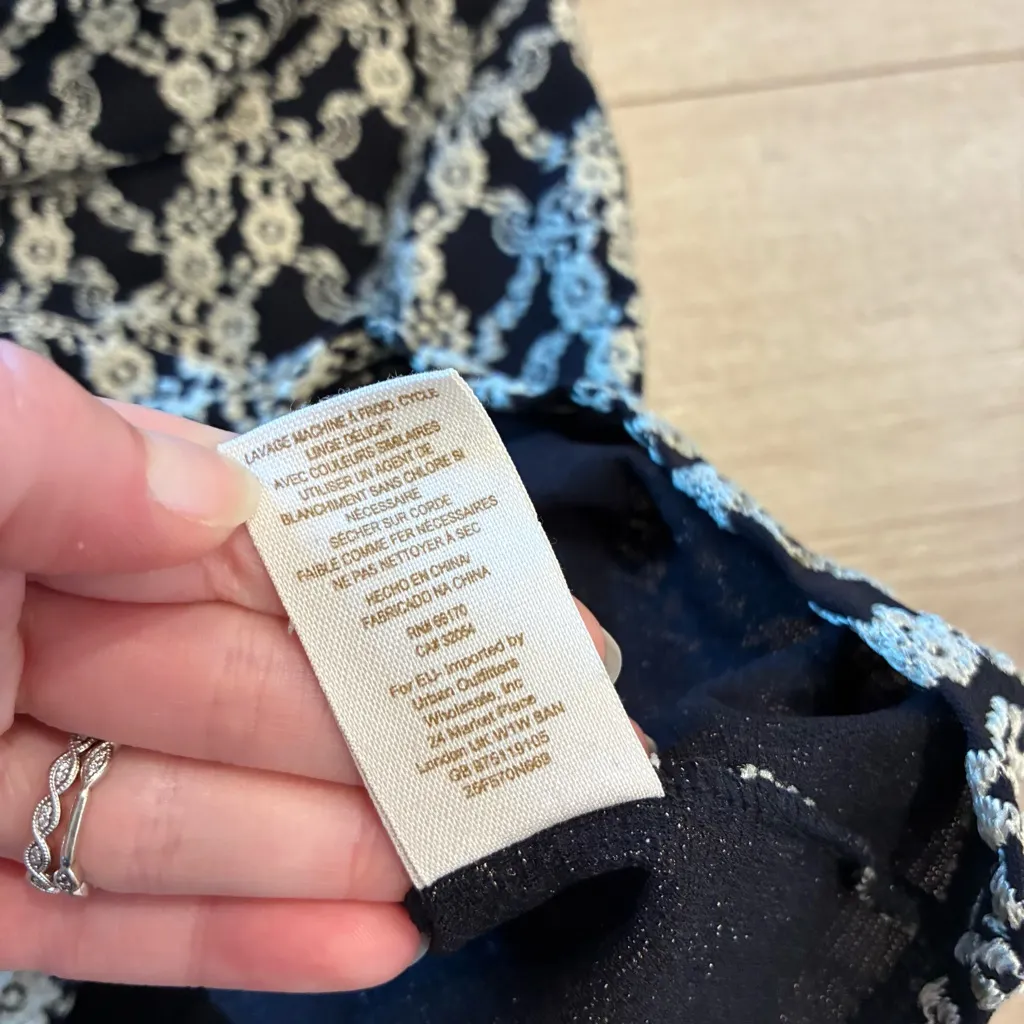 LAVAGE MACHINE À FROID, CYCLE
LINGE DÉLICAT
AVEC COULEURS SIMILAIRES
UTILISER UN AGENT DE
BLANCHIMENT SANS CHLORE SI
NÉCESSAIRE
SÉCHER SUR CORDE
FAIBLE COMME FER NÉCESSAIRES
NE PAS NETTOYER À SEC
HECHO EN CHINA/
FABRICADO NA CHINA
RN# 66170
CA# 32054
For EU- Imported by
Urban Outfitters
Wholesale, Inc
24 Market Place
London UK W1W 8AN
GB 875119105